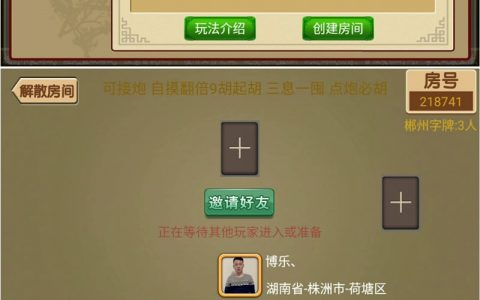 玩法介绍
创建房间
解散房间
可接炮 自摸翻倍9胡起胡 三息一囤 点炮必胡
房号
218741
郴州字牌:3人
邀请好友
正在等待其他玩家进入或准备
博乐、
湖南省-株洲市-荷塘区